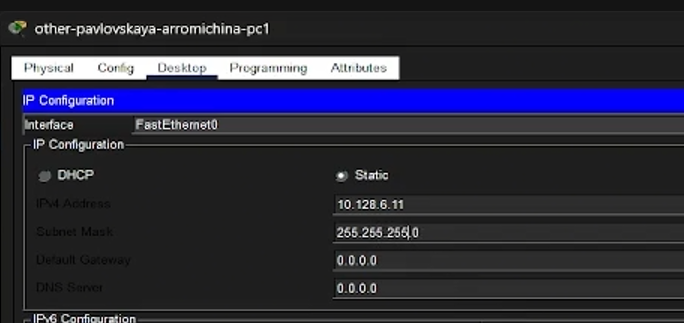 other-pavlovskaya-arromichina-pc1
Physical Config Desktop Programming Attributes
IP Configuration
Interface FastEthernet0
IP Configuration
DHCP Static
IPv4 Address 10.128.6.11
Subnet Mask 255.255.255.0
Default Gateway 0.0.0.0
DNS Server 0.0.0.0
IPv6 Configuration